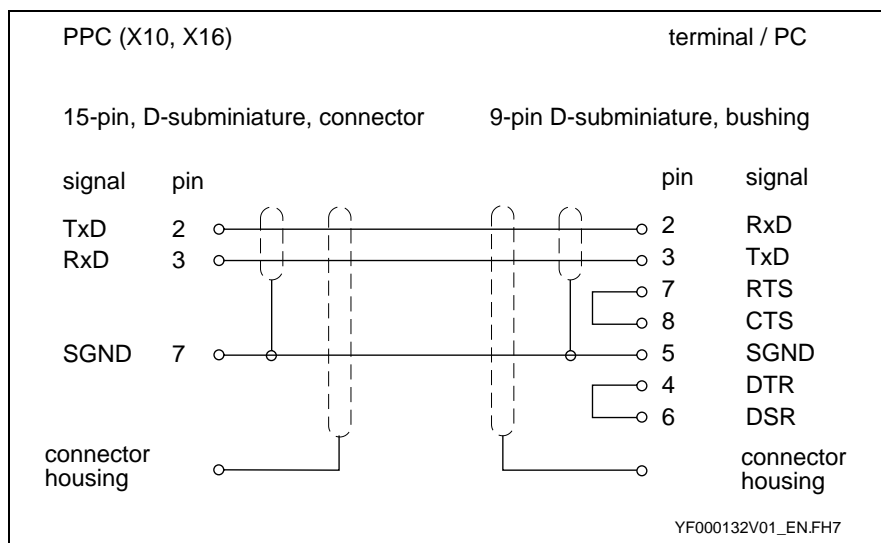 PPC (X10, X16) terminal / PC
15-pin, D-subminiature, connector 9-pin D-subminiature, bushing
signal pin pin signal
TxD 2 2 RxD
RxD 3 3 TxD
7 RTS
8 CTS
SGND 7 5 SGND
4 DTR
6 DSR
connector housing connector housing
YF000132V01_EN.FH7